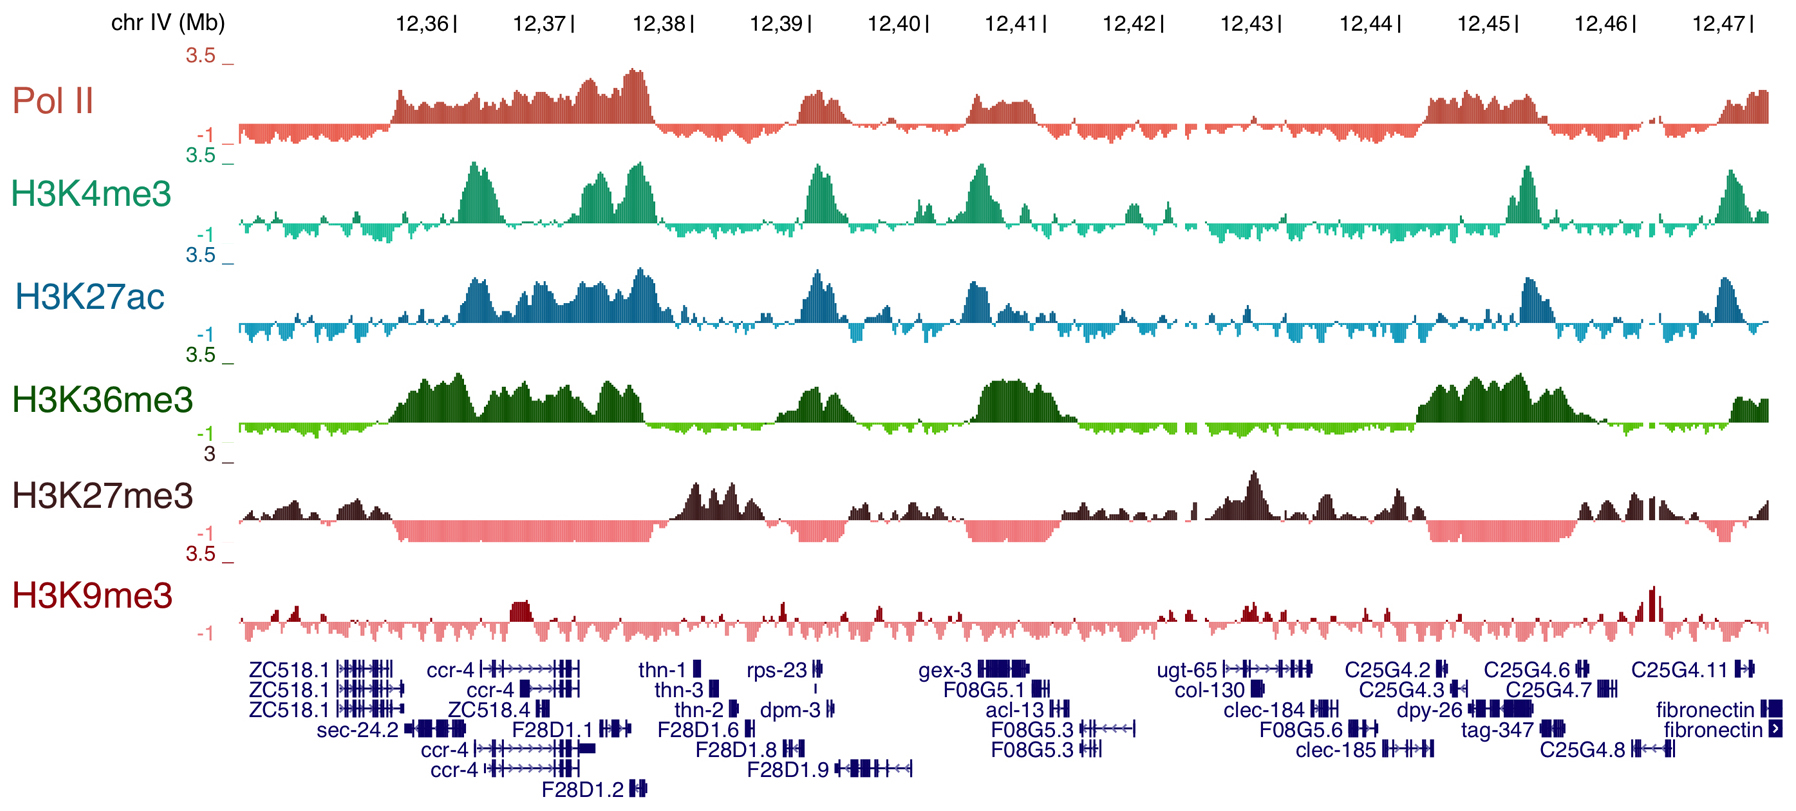 chr IV (Mb) 12,36 12,37 12,38 12,39 12,40 12,41 12,42 12,43 12,44 12,45 12,46 12,47
3.5
Pol II
-1
3.5
H3K4me3
-1
3.5
H3K27ac
-1
3.5
H3K36me3
-1
3
H3K27me3
-1
3.5
H3K9me3
-1
ZC518.1 ccr-4 thn-1 rps-23 gex-3 ugt-65 C25G4.2 C25G4.6 C25G4.11
ZC518.1 ccr-4 thn-3 F08G5.1 col-130 C25G4.3 C25G4.7
ZC518.1 ZC518.4 thn-2 dpm-3 acl-13 clec-184 dpy-26 fibronectin
sec-24.2 F28D1.1 F28D1.6 F08G5.3 F08G5.6 tag-347 fibronectin
ccr-4 F28D1.8 F08G5.3 clec-185 C25G4.8
ccr-4 F28D1.9
F28D1.2